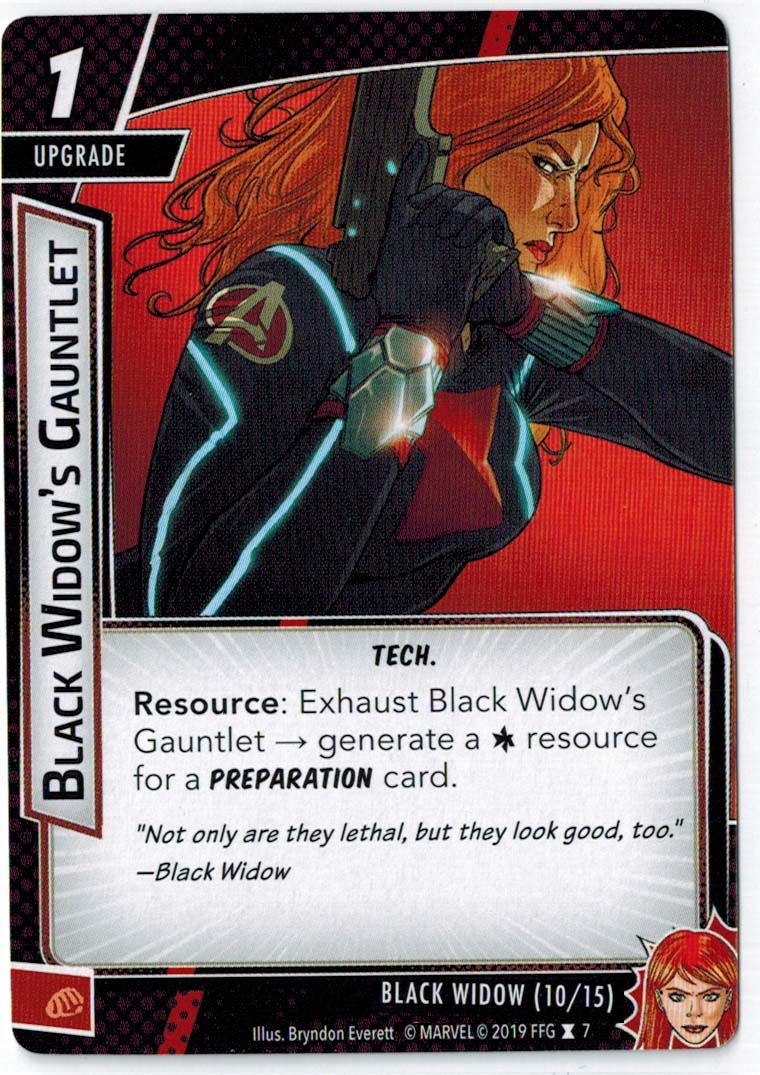 1
UPGRADE
BLACK WIDOW'S GAUNTLET
TECH.
Resource: Exhaust Black Widow's
Gauntlet → generate a resource
for a PREPARATION card.
"Not only are they lethal, but they look good, too."
—Black Widow
BLACK WIDOW (10/15)
Illus. Bryndon Everett © MARVEL © 2019 FFG 7